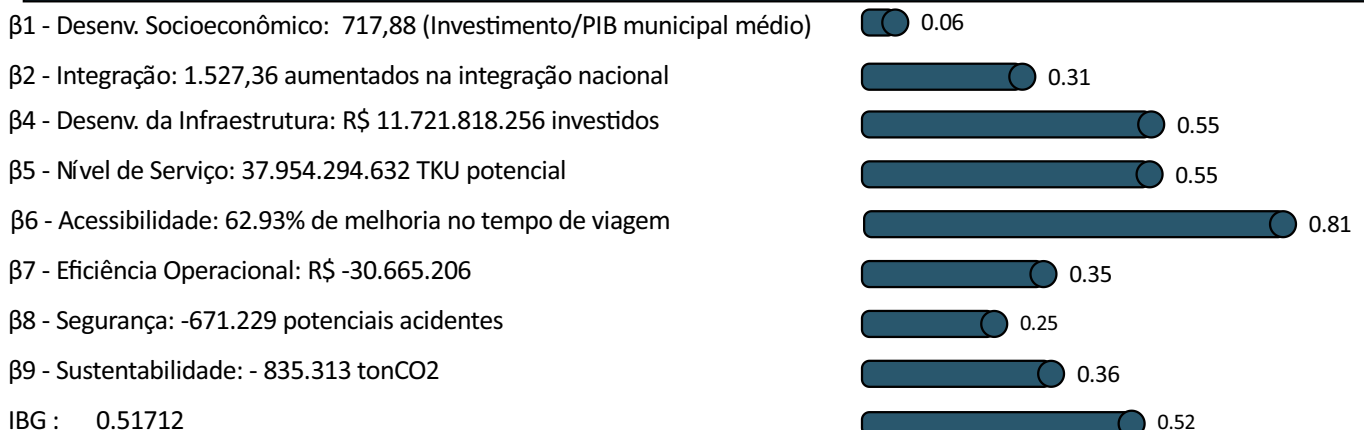 β1 - Desenv. Socioeconômico: 717,88 (Investimento/PIB municipal médio) 0.06
β2 - Integração: 1.527,36 aumentados na integração nacional 0.31
β4 - Desenv. da Infraestrutura: R$ 11.721.818.256 investidos 0.55
β5 - Nível de Serviço: 37.954.294.632 TKU potencial 0.55
β6 - Acessibilidade: 62.93% de melhoria no tempo de viagem 0.81
β7 - Eficiência Operacional: R$ -30.665.206 0.35
β8 - Segurança: -671.229 potenciais acidentes 0.25
β9 - Sustentabilidade: - 835.313 tonCO2 0.36
IBG : 0.51712 0.52